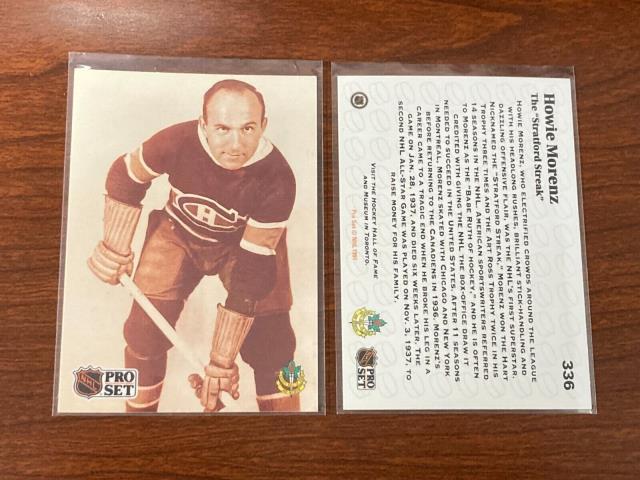 C
H
NHL
PRO
SET
336
Howie Morenz
The "Stratford Streak"
Howie Morenz, who electrified crowds around the league
with his headlong rushes, brilliant stick-handling and
dazzling offensive flair, was the NHL's first superstar.
Nicknamed the "Stratford Streak," Morenz won the Hart
Trophy three times and the Art Ross Trophy twice in his
14 seasons in the NHL. American sportswriters referred
to Morenz as the "Babe Ruth of Hockey," and he is often
credited with giving the NHL the box-office draw it
needed to succeed in the United States. After 11 seasons
in Montreal, Morenz skated with Chicago and New York
before returning to the Canadiens in 1936. Morenz's
career came to a tragic end when he broke his leg in a
game on Jan. 28, 1937, and died six weeks later. The
second NHL All-Star Game was played on Nov. 3, 1937, to
raise money for his family.
Visit the Hockey Hall of Fame
and Museum in Toronto.
Pro Set © NHL 1991
NHL
PRO
SET